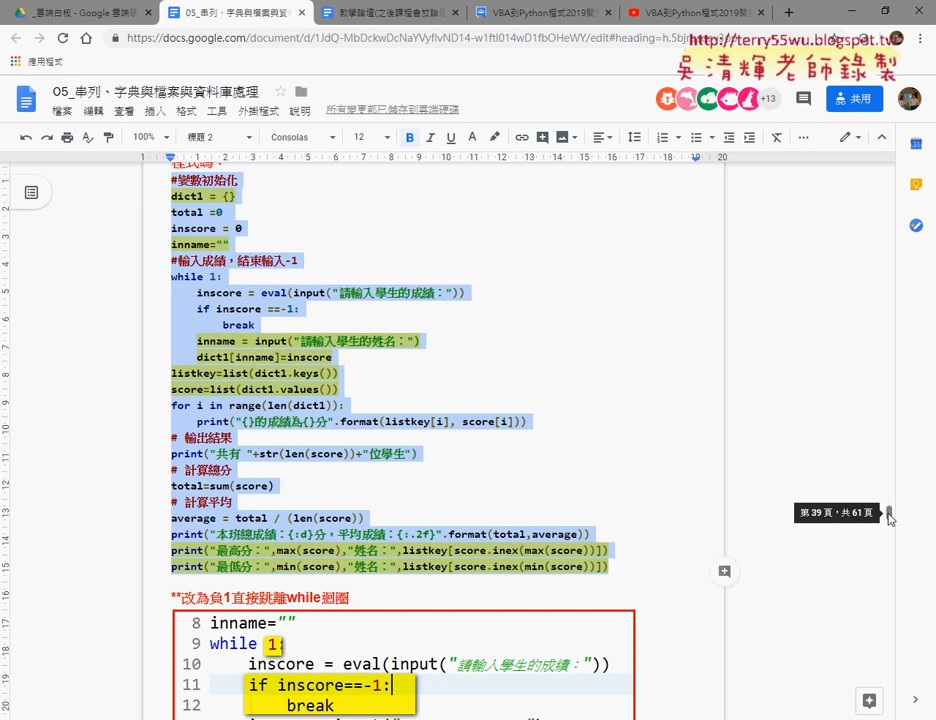 _雲端白板 - Google 雲端硬
05_串列、字典與檔案與資
教學論壇(之後課程會放論壇
VBA到Python程式2019開
VBA到Python程式2019開
https://docs.google.com/document/d/1JdQ-MbDckwDcNaYVyflvND14-w1ftl014wD1fbOHeWY/edit#heading=h.5bj
http://terry55wu.blogspot.tw
吳清輝老師錄製
應用程式
05_串列、字典與檔案與資料庫處理
+13
共用
檔案 編輯 查看 插入 格式 工具 外掛程式 說明 所有變更都已儲存到雲端硬碟
100% 標題 2 Consolas 12 B I U A
程式碼：
#變數初始化
dict1 = {}
total =0
inscore = 0
inname=""
#輸入成績，結束輸入-1
while 1:
inscore = eval(input("請輸入學生的成績："))
if inscore ==-1:
break
inname = input("請輸入學生的姓名：")
dict1[inname]=inscore
listkey=list(dict1.keys())
score=list(dict1.values())
for i in range(len(dict1)):
print("{}的成績為{}分".format(listkey[i], score[i]))
# 輸出結果
print("共有 "+str(len(score))+"位學生")
# 計算總分
total=sum(score)
# 計算平均
average = total / (len(score))
print("本班總成績：{:d}分，平均成績：{:.2f}".format(total,average))
print("最高分：",max(score),"姓名：",listkey[score.inex(max(score))])
print("最低分：",min(score),"姓名：",listkey[score.inex(min(score))])
第 39 頁，共 61 頁
**改為負1直接跳離while迴圈
8 inname=""
9 while 1:
10 inscore = eval(input("請輸入學生的成績："))
11 if inscore==-1:
12 break